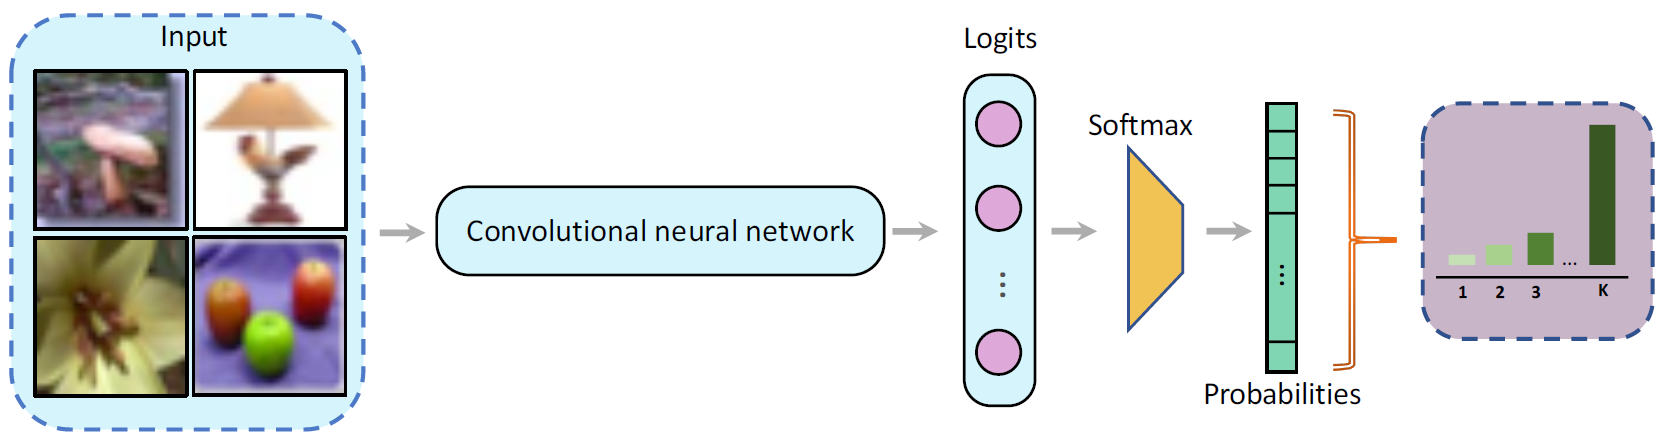 Input
Convolutional neural network
Logits
...
Softmax
...
Probabilities
...
1 2 3 K